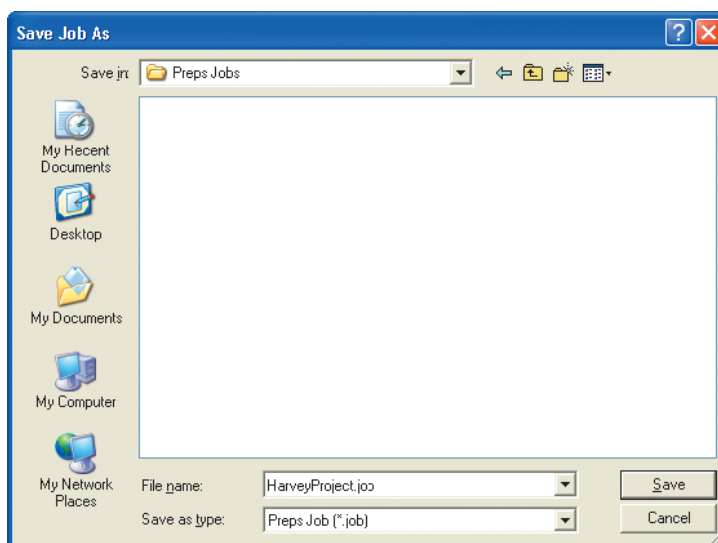 Save Job As
Save in:
Preps Jobs
My Recent
Documents
Desktop
My Documents
My Computer
My Network
Places
File name:
HarveyProject.job
Save
Save as type:
Preps Job (*.job)
Cancel